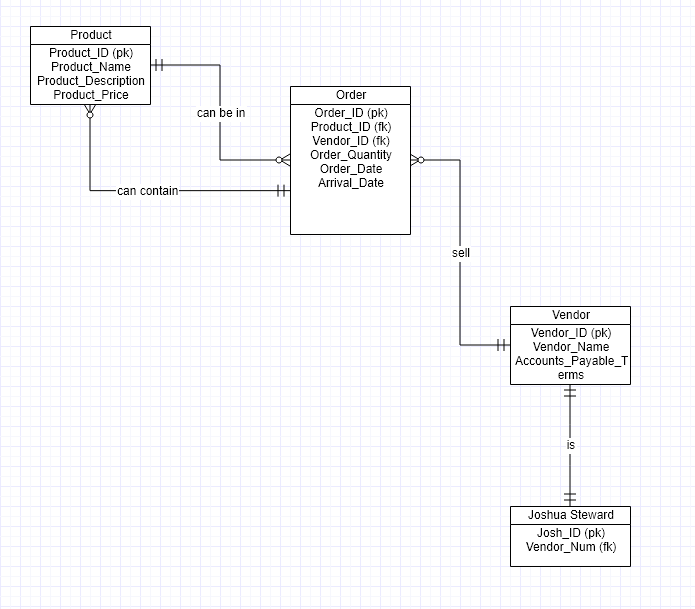 Product
Product_ID (pk)
Product_Name
Product_Description
Product_Price
can be in
can contain
Order
Order_ID (pk)
Product_ID (fk)
Vendor_ID (fk)
Order_Quantity
Order_Date
Arrival_Date
sell
Vendor
Vendor_ID (pk)
Vendor_Name
Accounts_Payable_T
erms
is
Joshua Steward
Josh_ID (pk)
Vendor_Num (fk)